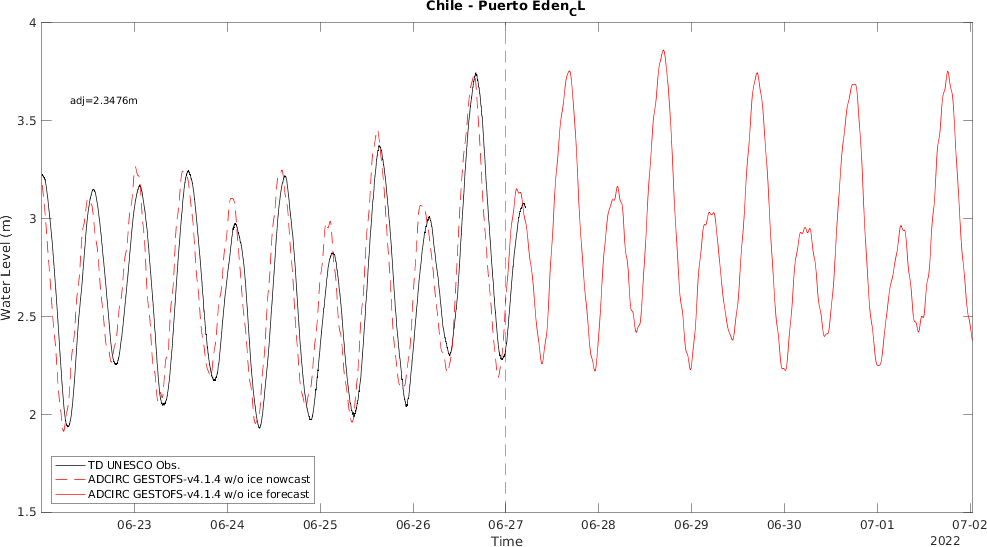 Chile - Puerto Eden_CL
4
3.5
3
2.5
2
1.5
Water Level (m)
adj=2.3476m
TD UNESCO Obs.
ADCIRC GESTOFS-v4.1.4 w/o ice nowcast
ADCIRC GESTOFS-v4.1.4 w/o ice forecast
06-23 06-24 06-25 06-26 06-27 06-28 06-29 06-30 07-01 07-02
Time
2022